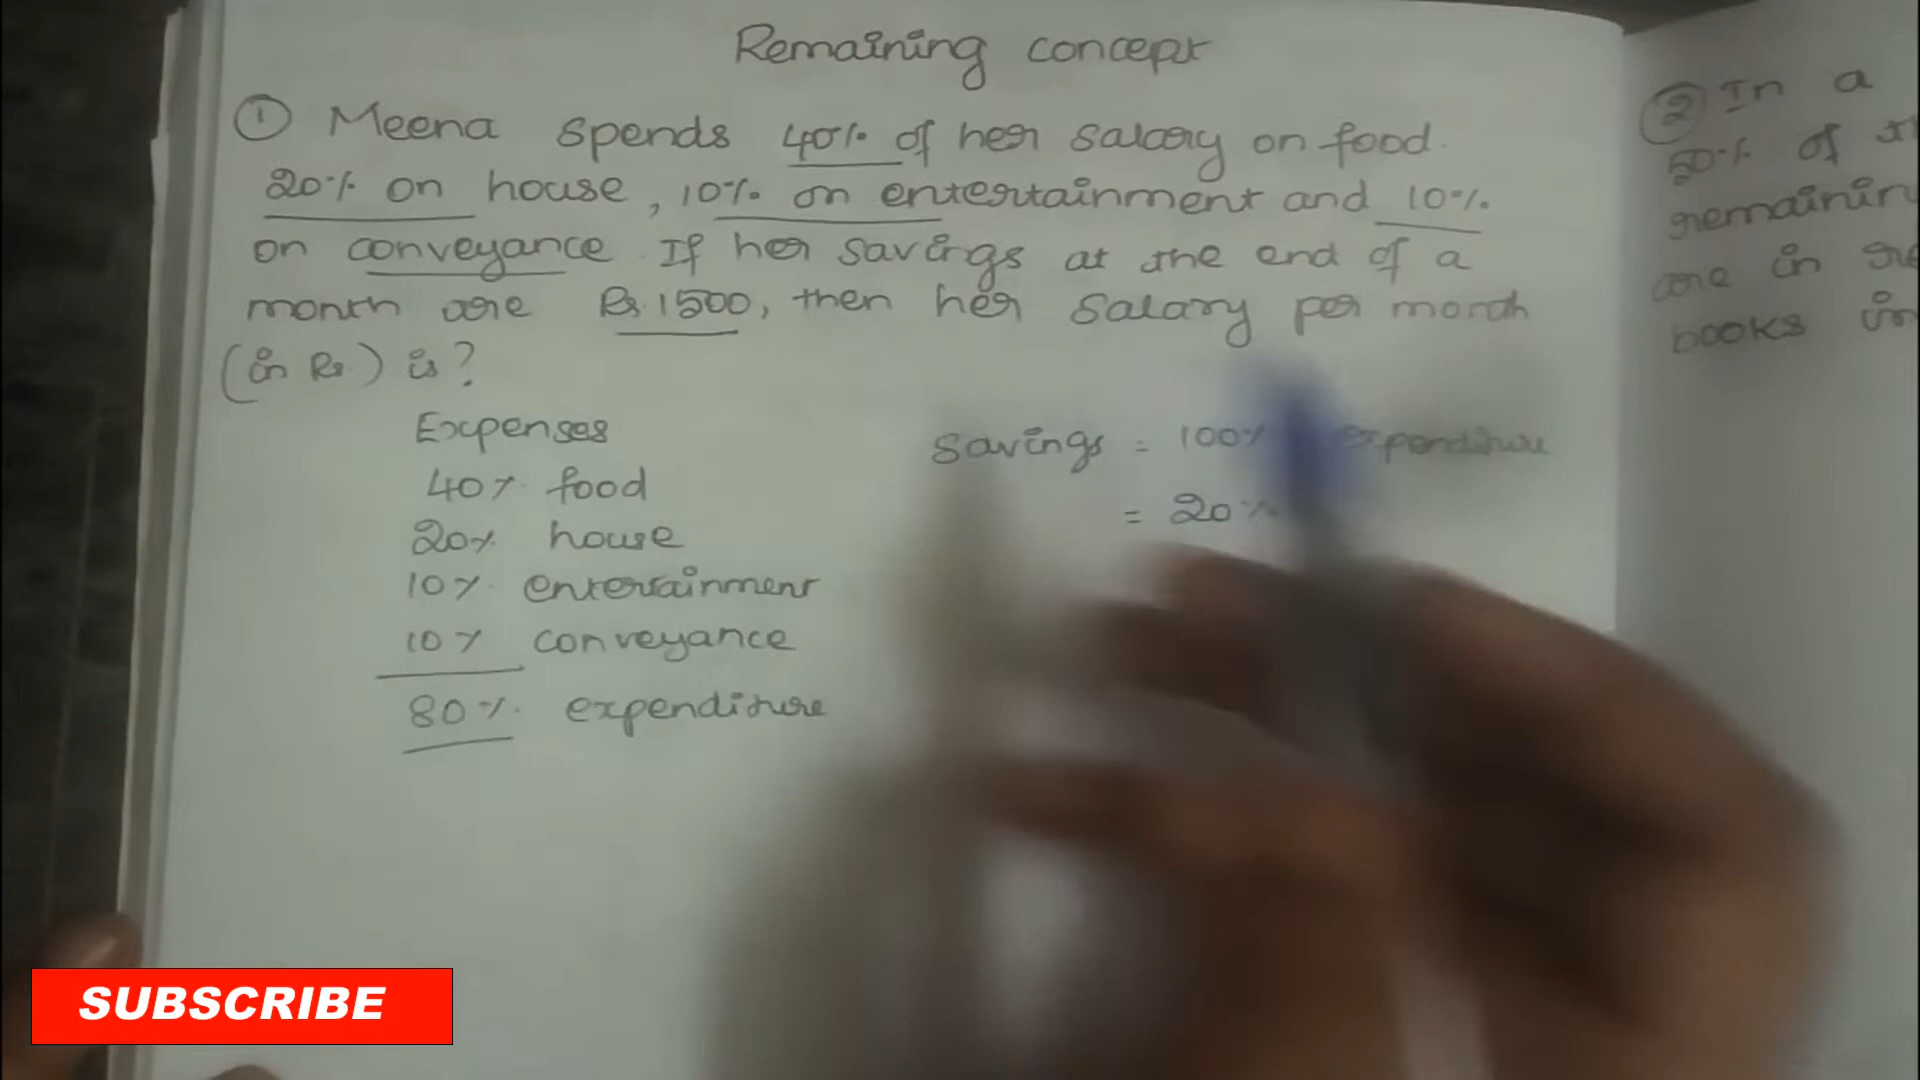 Remaining concept
① Meena spends 40% of her salary on food.
20% on house, 10% on entertainment and 10%
on conveyance. If her savings at the end of a
month are Rs.1500, then her salary per month
(in Rs) is?
Expenses
40% food
20% house
10% entertainment
10% conveyance
80% expenditure
Savings = 100% expenditure
= 20%
② In a
50% of
are in
books in
SUBSCRIBE